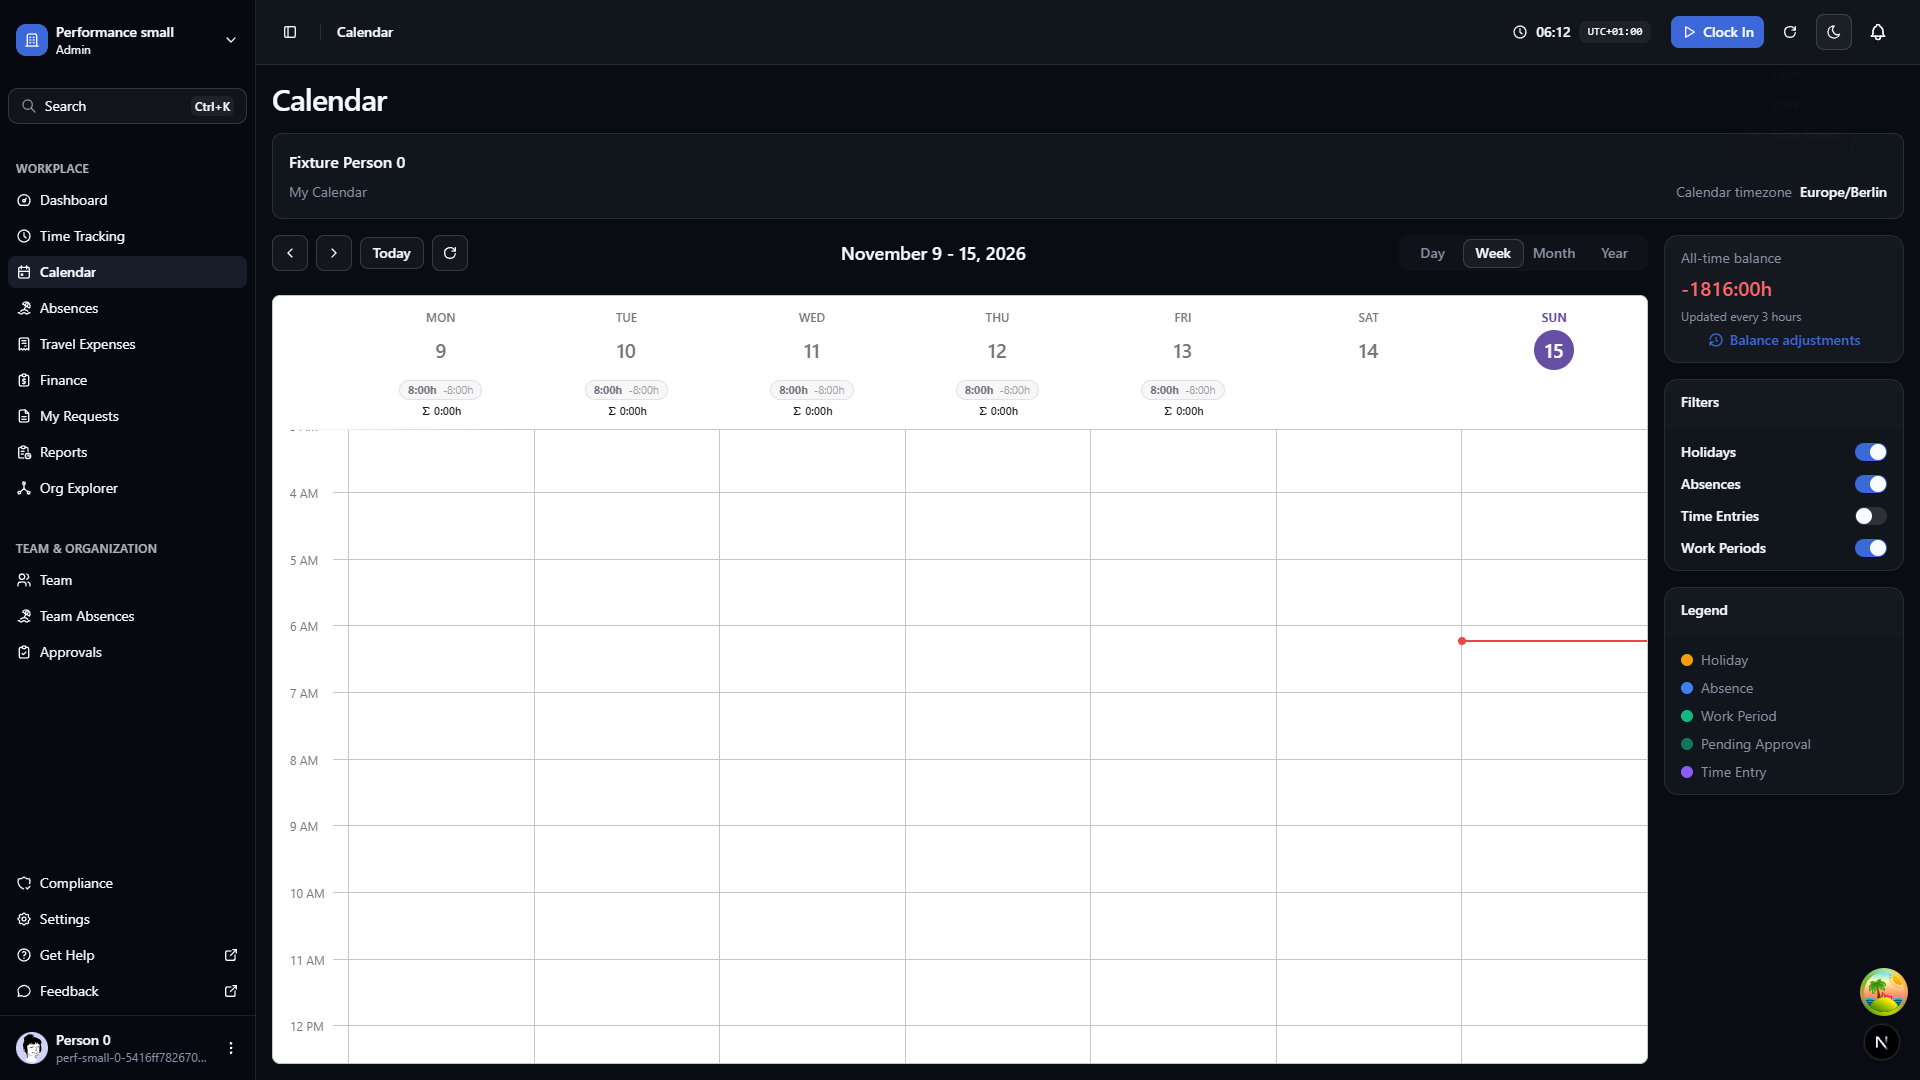 Performance small
Admin
Search
Ctrl+K
WORKPLACE
Dashboard
Time Tracking
Calendar
Absences
Travel Expenses
Finance
My Requests
Reports
Org Explorer
TEAM & ORGANIZATION
Team
Team Absences
Approvals
Compliance
Settings
Get Help
Feedback
Person 0
perf-small-0-5416ff782670...
Calendar
06:12 UTC+01:00
Clock In
Calendar
Fixture Person 0
My Calendar
Calendar timezone Europe/Berlin
Today
November 9 - 15, 2026
Day Week Month Year
MON TUE WED THU FRI SAT SUN
9 10 11 12 13 14 15
8:00h -8:00h 8:00h -8:00h 8:00h -8:00h 8:00h -8:00h 8:00h -8:00h
Σ 0:00h Σ 0:00h Σ 0:00h Σ 0:00h Σ 0:00h
4 AM
5 AM
6 AM
7 AM
8 AM
9 AM
10 AM
11 AM
12 PM
All-time balance
-1816:00h
Updated every 3 hours
Balance adjustments
Filters
Holidays
Absences
Time Entries
Work Periods
Legend
Holiday
Absence
Work Period
Pending Approval
Time Entry
N